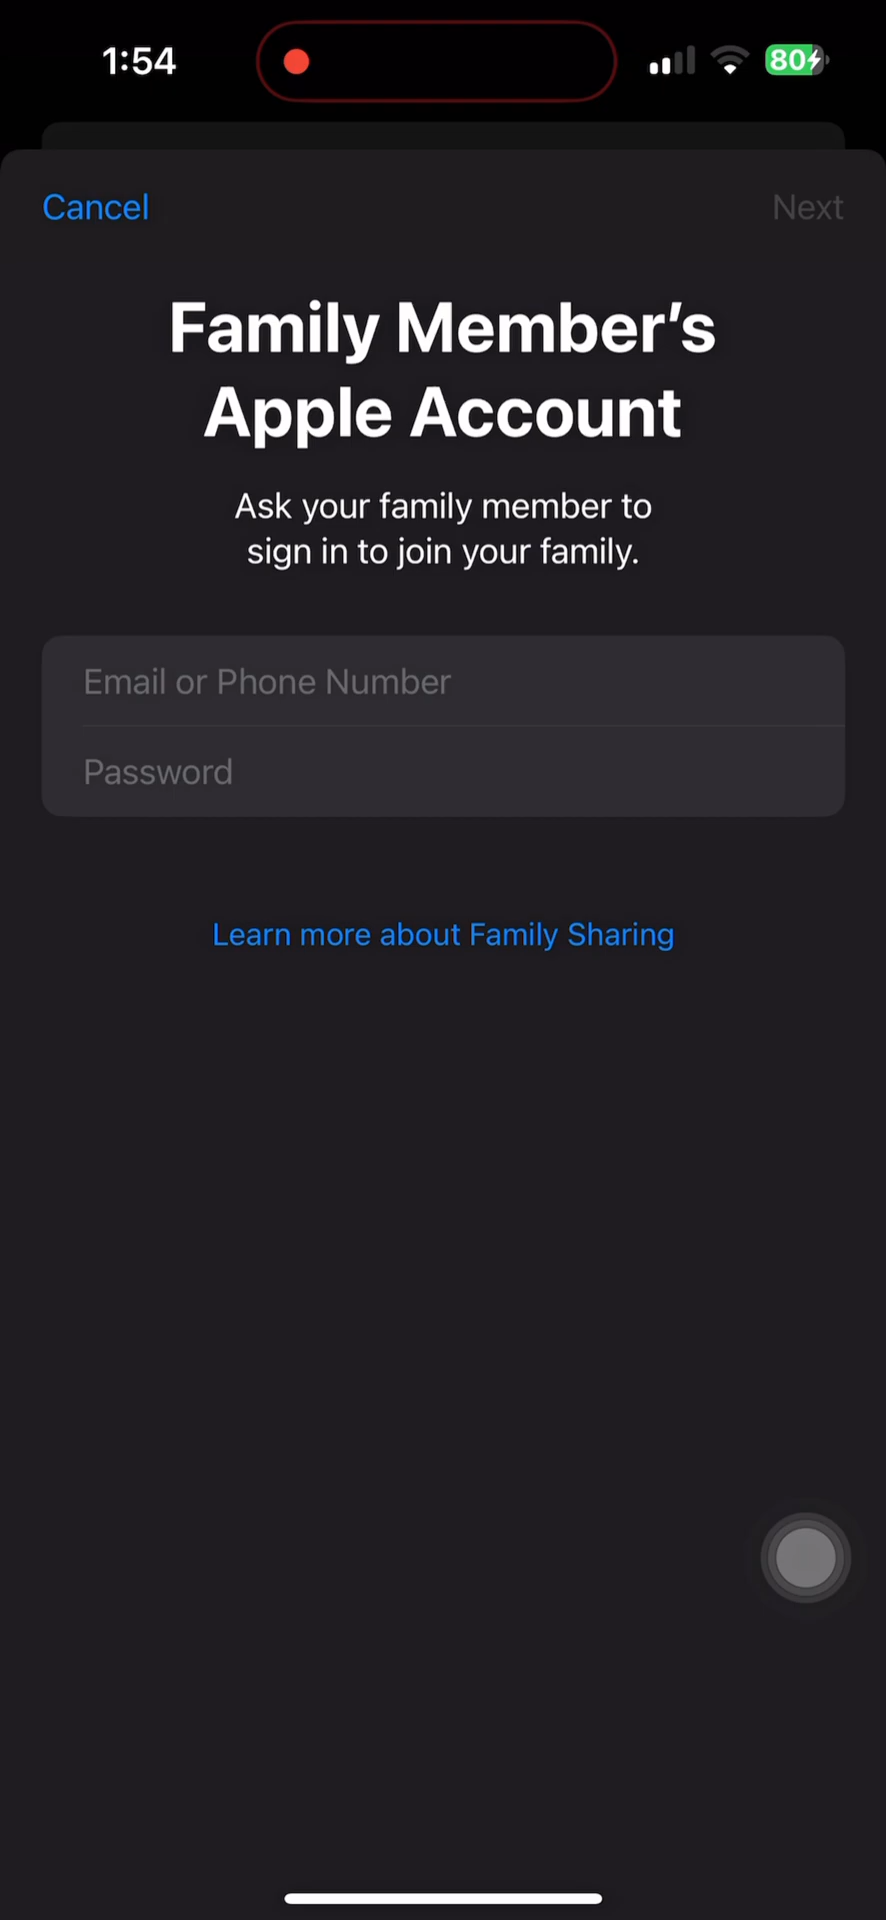 1:54
80
Cancel
Next
Family Member’s
Apple Account
Ask your family member to
sign in to join your family.
Email or Phone Number
Password
Learn more about Family Sharing